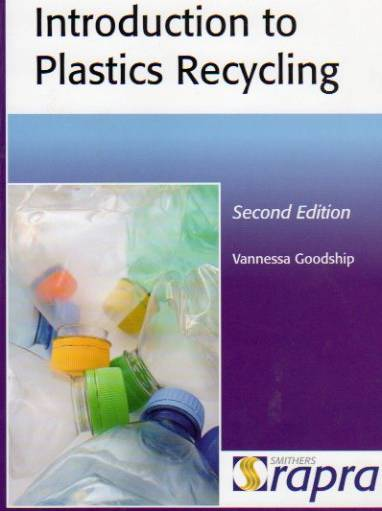 Introduction to
Plastics Recycling
Second Edition
Vannessa Goodship
SMITHERS
rapra